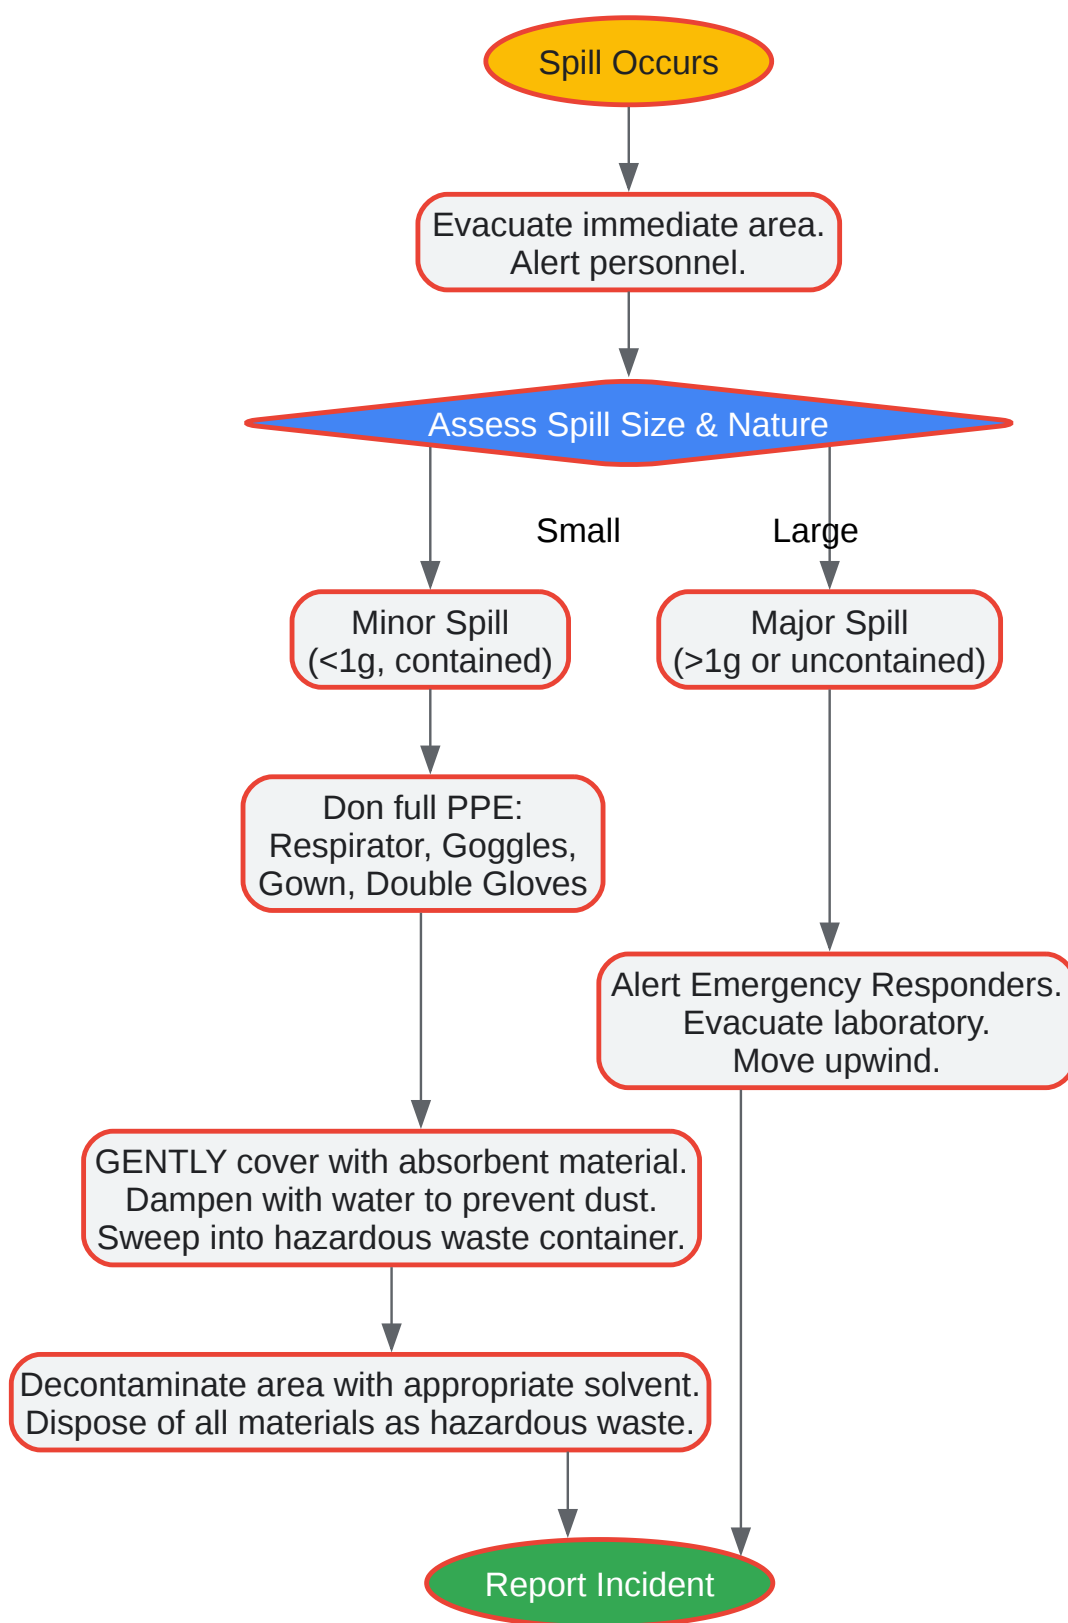 Spill Occurs
Evacuate immediate area.
Alert personnel.
Assess Spill Size & Nature
Small
Large
Minor Spill
(<1g, contained)
Major Spill
(>1g or uncontained)
Don full PPE:
Respirator, Goggles,
Gown, Double Gloves
Alert Emergency Responders.
Evacuate laboratory.
Move upwind.
GENTLY cover with absorbent material.
Dampen with water to prevent dust.
Sweep into hazardous waste container.
Decontaminate area with appropriate solvent.
Dispose of all materials as hazardous waste.
Report Incident